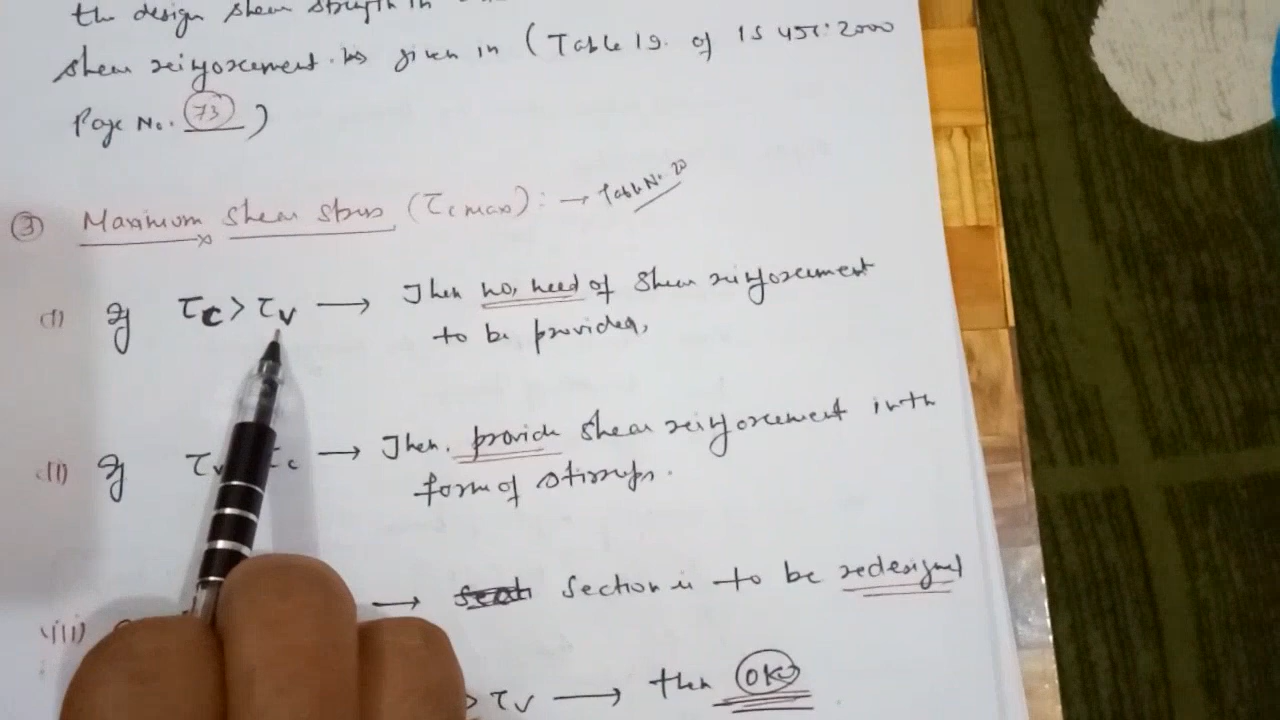 the design shear strength in
shear reinforcement is given in (Table 19. of IS 456:2000
Page No. 73)
③ Maximum shear stress (τcmax) : → Table No. 20
(i) If τc > τv → Then no, need of shear reinforcement
to be provided,
(ii) If τv τc → Then, provide shear reinforcement in th
form of stirrups.
(iii) → Section is to be redesigned
> τv → then OK